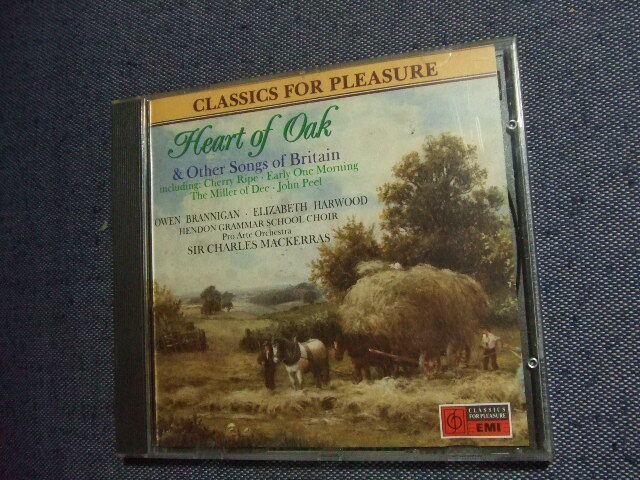 CLASSICS FOR PLEASURE
Heart of Oak
& Other Songs of Britain
including: Cherry Ripe · Early One Morning
The Miller of Dee · John Peel
OWEN BRANNIGAN · ELIZABETH HARWOOD
HENDON GRAMMAR SCHOOL CHOIR
Pro Arte Orchestra
SIR CHARLES MACKERRAS
CLASSICS
FOR PLEASURE
EMI